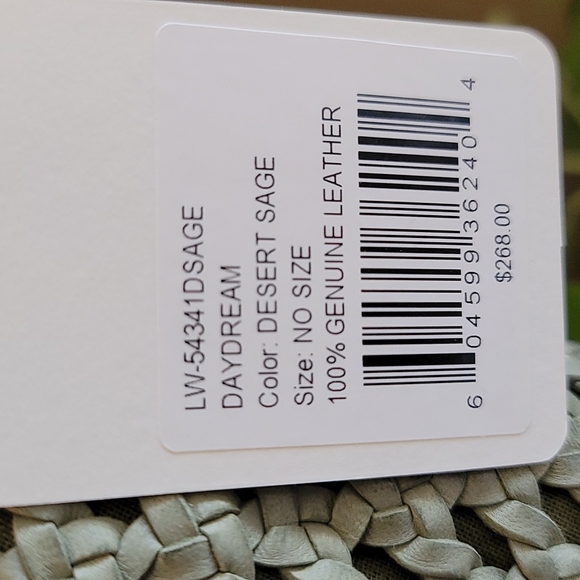 LW-54341DSAGE
DAYDREAM
Color: DESERT SAGE
Size: NO SIZE
100% GENUINE LEATHER
6 04599 36240 4
$268.00